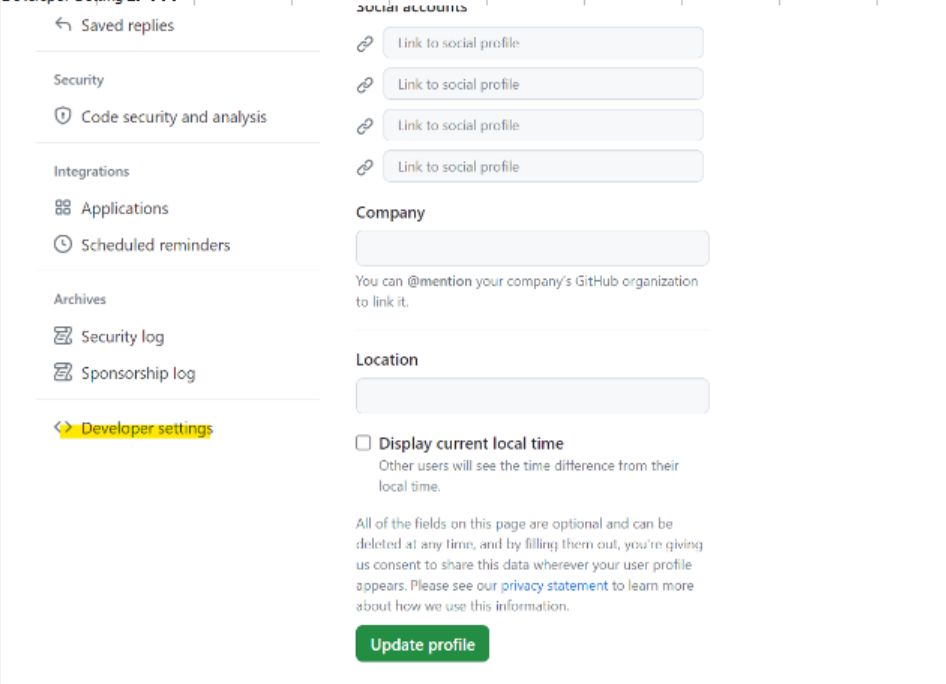 Saved replies
Security
Code security and analysis
Integrations
Applications
Scheduled reminders
Archives
Security log
Sponsorship log
Developer settings
Social accounts
Link to social profile
Link to social profile
Link to social profile
Link to social profile
Company
You can @mention your company's GitHub organization
to link it.
Location
Display current local time
Other users will see the time difference from their
local time.
All of the fields on this page are optional and can be
deleted at any time, and by filling them out, you're giving
us consent to share this data wherever your user profile
appears. Please see our privacy statement to learn more
about how we use this information.
Update profile